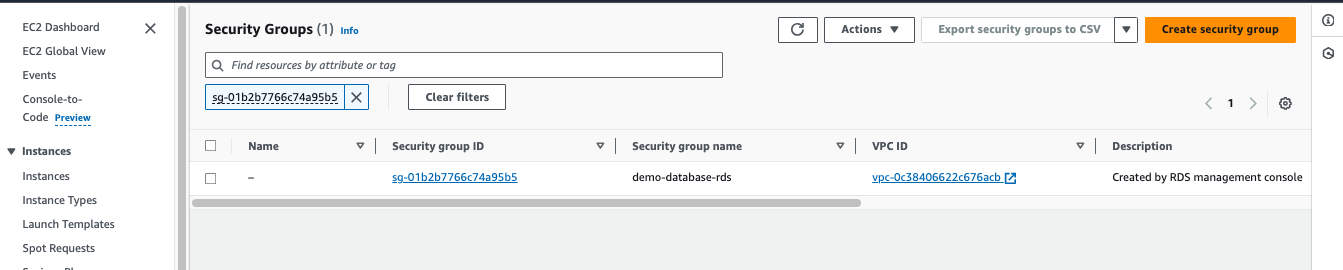 EC2 Dashboard
EC2 Global View
Events
Console-to-
Code Preview
Instances
Instances
Instance Types
Launch Templates
Spot Requests
Security Groups (1) Info
Actions
Export security groups to CSV
Create security group
Find resources by attribute or tag
sg-01b2b7766c74a95b5
Clear filters
1
Name Security group ID Security group name VPC ID Description
– sg-01b2b7766c74a95b5 demo-database-rds vpc-0c38406622c676acb Created by RDS management console